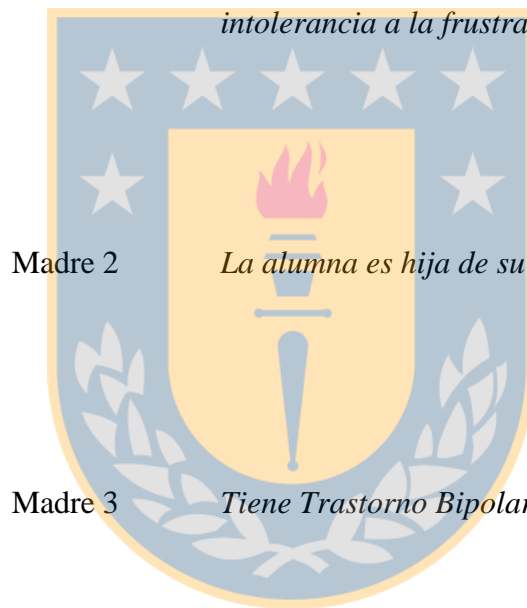 intolerancia a la frustra
Madre 2 La alumna es hija de su
Madre 3 Tiene Trastorno Bipolar